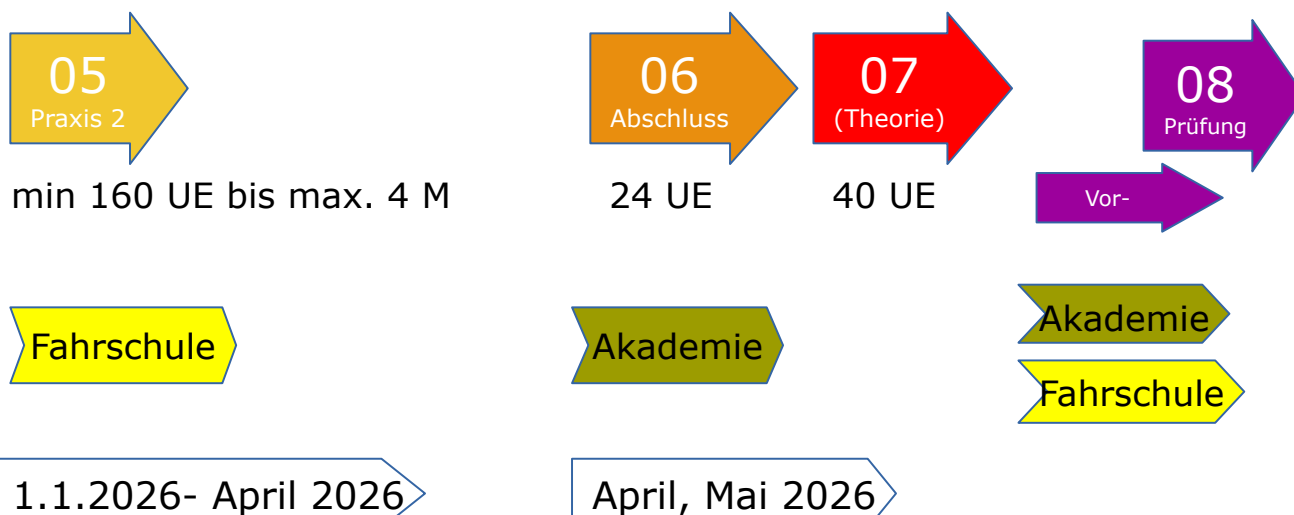 05
Praxis 2
06
Abschluss
07
(Theorie)
08
Prüfung
min 160 UE bis max. 4 M
24 UE
40 UE
Vor-
Fahrschule
Akademie
Akademie
Fahrschule
1.1.2026- April 2026
April, Mai 2026